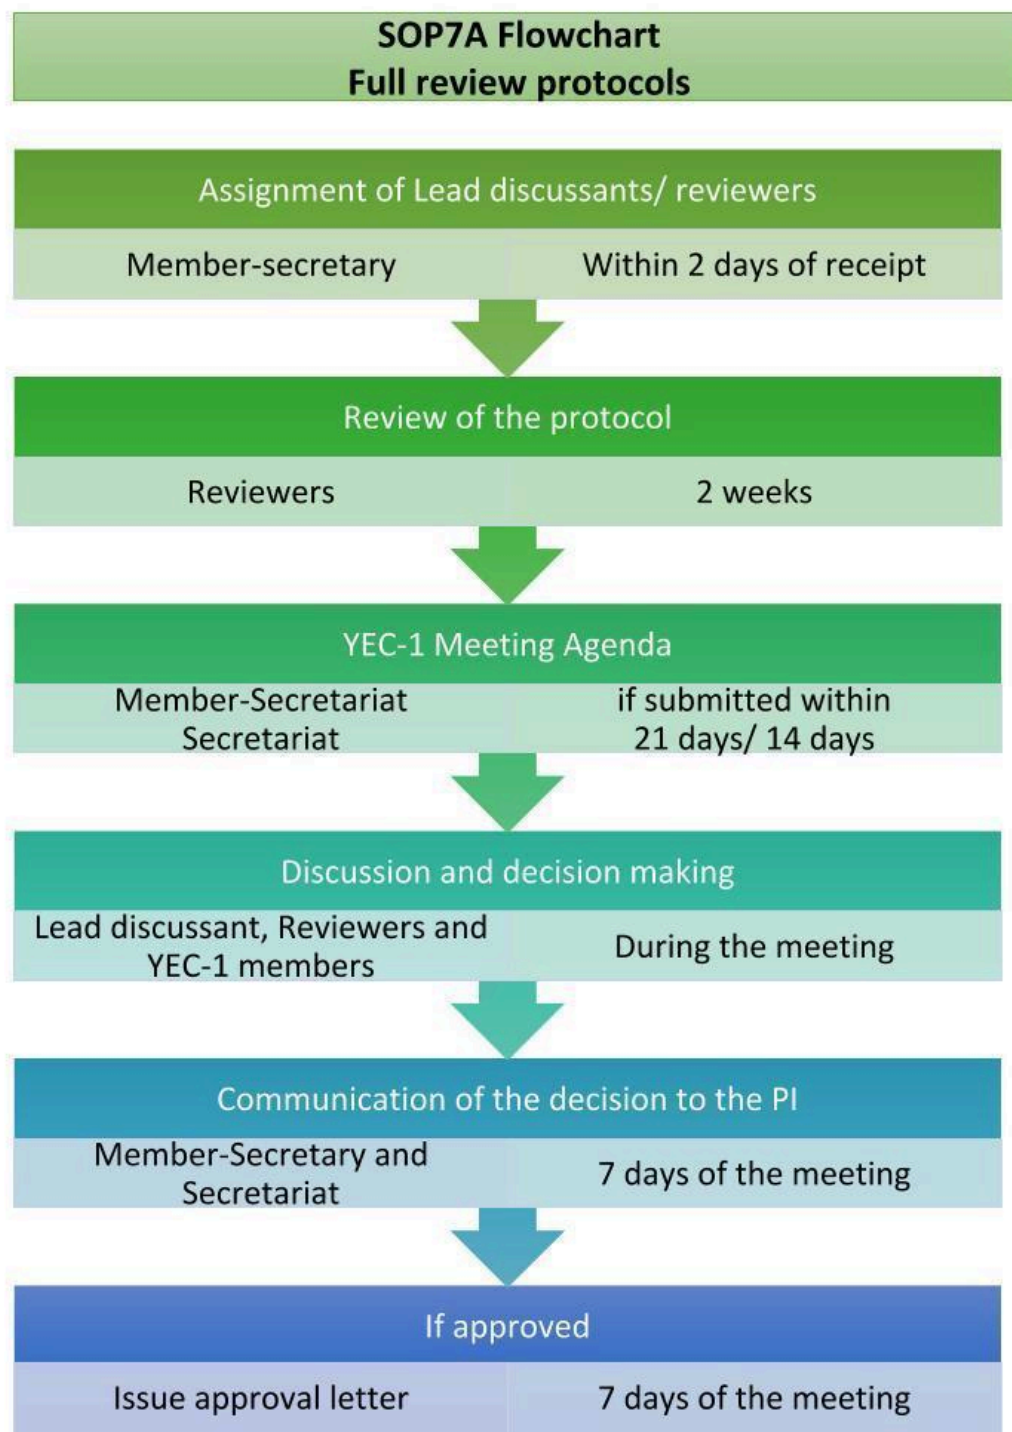 SOP7A Flowchart
Full review protocols
Assignment of Lead discussants/ reviewers
Member-secretary
Within 2 days of receipt
Review of the protocol
Reviewers
2 weeks
YEC-1 Meeting Agenda
Member-Secretariat
Secretariat
if submitted within
21 days/ 14 days
Discussion and decision making
Lead discussant, Reviewers and
YEC-1 members
During the meeting
Communication of the decision to the PI
Member-Secretary and
Secretariat
7 days of the meeting
If approved
Issue approval letter
7 days of the meeting